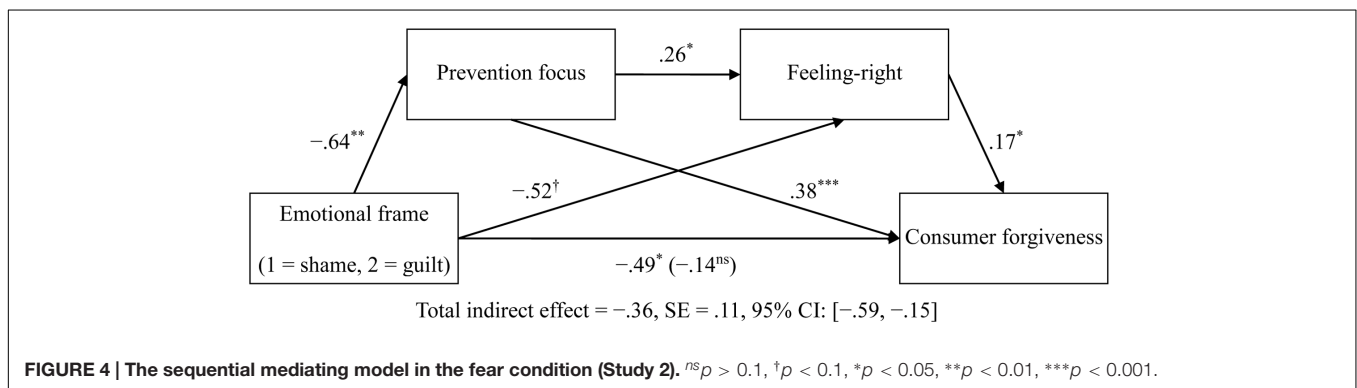 .26*
Prevention focus
Feeling-right
−.64**
.17*
−.52†
.38***
Emotional frame
(1 = shame, 2 = guilt)
Consumer forgiveness
−.49* (−.14ns)
Total indirect effect = −.36, SE = .11, 95% CI: [−.59, −.15]
FIGURE 4 | The sequential mediating model in the fear condition (Study 2). nsp > 0.1, †p < 0.1, *p < 0.05, **p < 0.01, ***p < 0.001.